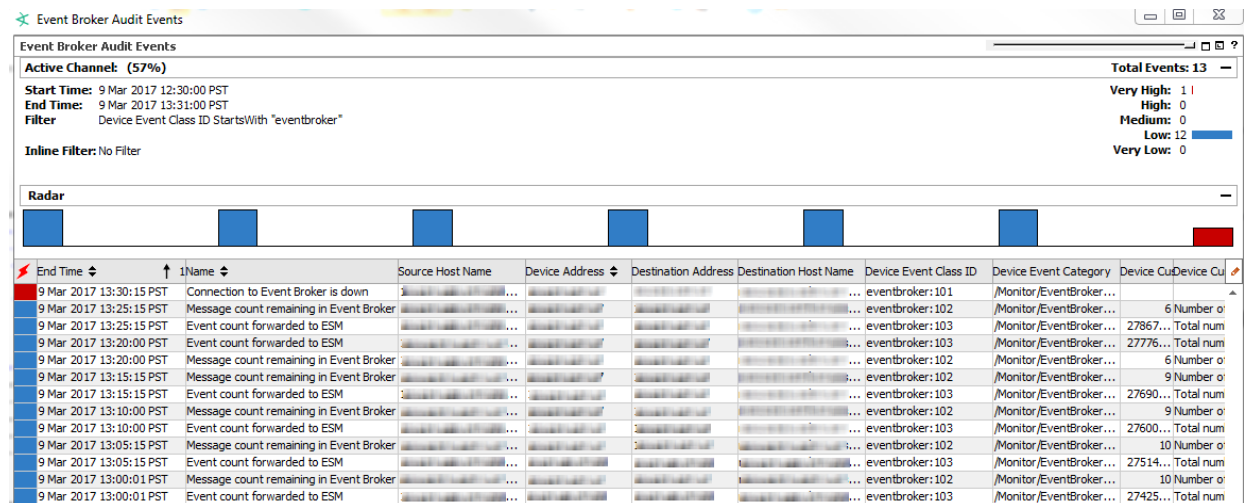 Event Broker Audit Events
Event Broker Audit Events
Active Channel: (57%) Total Events: 13
Start Time: 9 Mar 2017 12:30:00 PST Very High: 1
End Time: 9 Mar 2017 13:31:00 PST High: 0
Filter Device Event Class ID StartsWith "eventbroker" Medium: 0
Low: 12
Inline Filter: No Filter Very Low: 0
Radar
End Time 1 Name Source Host Name Device Address Destination Address Destination Host Name Device Event Class ID Device Event Category Device Cu Device Cu
9 Mar 2017 13:30:15 PST Connection to Event Broker is down ... ... eventbroker:101 /Monitor/EventBroker...
9 Mar 2017 13:25:15 PST Message count remaining in Event Broker ... ... eventbroker:102 /Monitor/EventBroker... 6 Number of
9 Mar 2017 13:25:15 PST Event count forwarded to ESM ... ... eventbroker:103 /Monitor/EventBroker... 27867... Total num
9 Mar 2017 13:20:00 PST Event count forwarded to ESM ... ... eventbroker:103 /Monitor/EventBroker... 27776... Total num
9 Mar 2017 13:20:00 PST Message count remaining in Event Broker ... ... eventbroker:102 /Monitor/EventBroker... 6 Number of
9 Mar 2017 13:15:15 PST Message count remaining in Event Broker ... ... eventbroker:102 /Monitor/EventBroker... 9 Number of
9 Mar 2017 13:15:15 PST Event count forwarded to ESM ... ... eventbroker:103 /Monitor/EventBroker... 27690... Total num
9 Mar 2017 13:10:00 PST Message count remaining in Event Broker ... ... eventbroker:102 /Monitor/EventBroker... 9 Number of
9 Mar 2017 13:10:00 PST Event count forwarded to ESM ... ... eventbroker:103 /Monitor/EventBroker... 27600... Total num
9 Mar 2017 13:05:15 PST Message count remaining in Event Broker ... ... eventbroker:102 /Monitor/EventBroker... 10 Number of
9 Mar 2017 13:05:15 PST Event count forwarded to ESM ... ... eventbroker:103 /Monitor/EventBroker... 27514... Total num
9 Mar 2017 13:00:01 PST Message count remaining in Event Broker ... ... eventbroker:102 /Monitor/EventBroker... 10 Number of
9 Mar 2017 13:00:01 PST Event count forwarded to ESM ... ... eventbroker:103 /Monitor/EventBroker... 27425... Total num